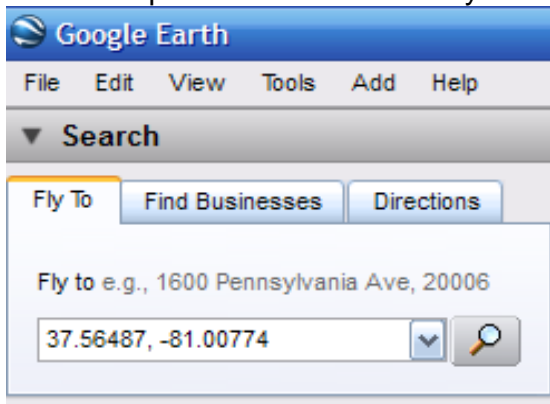 Google Earth
File Edit View Tools Add Help
Search
Fly To Find Businesses Directions
Fly to e.g., 1600 Pennsylvania Ave, 20006
37.56487, -81.00774